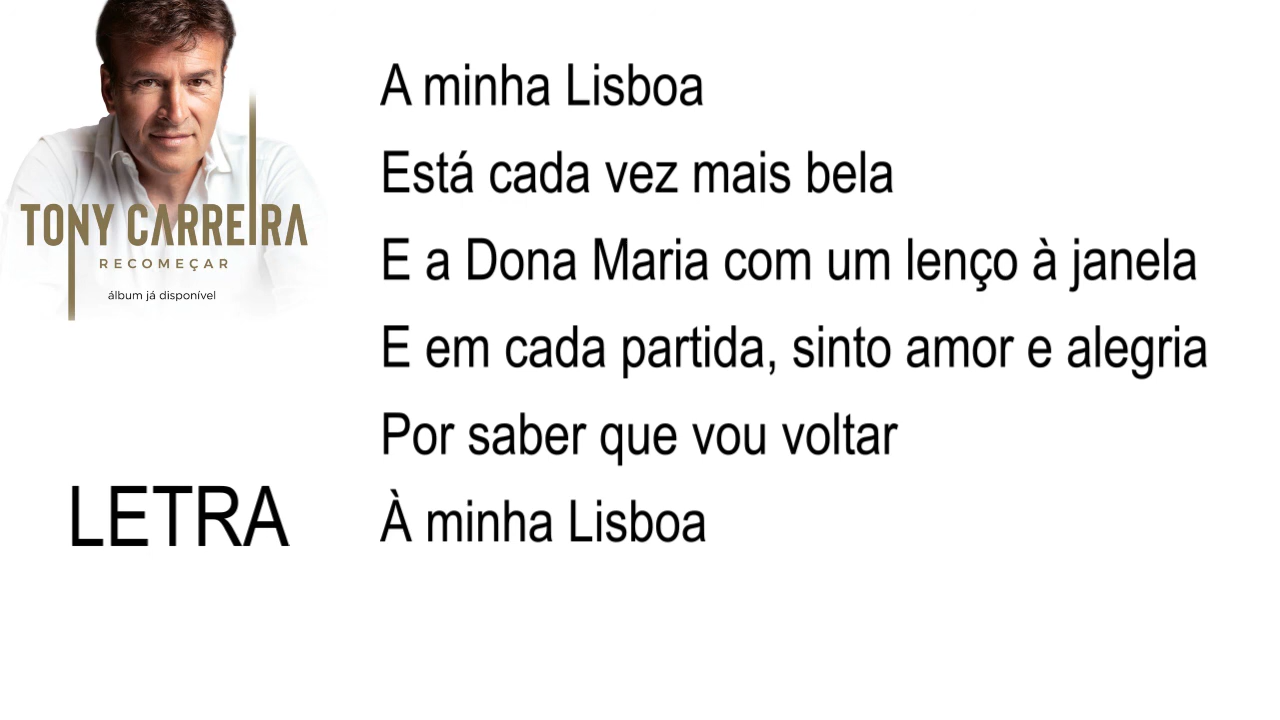 TONY CARREIRA
RECOMEÇAR
álbum já disponível
LETRA
A minha Lisboa
Está cada vez mais bela
E a Dona Maria com um lenço à janela
E em cada partida, sinto amor e alegria
Por saber que vou voltar
À minha Lisboa